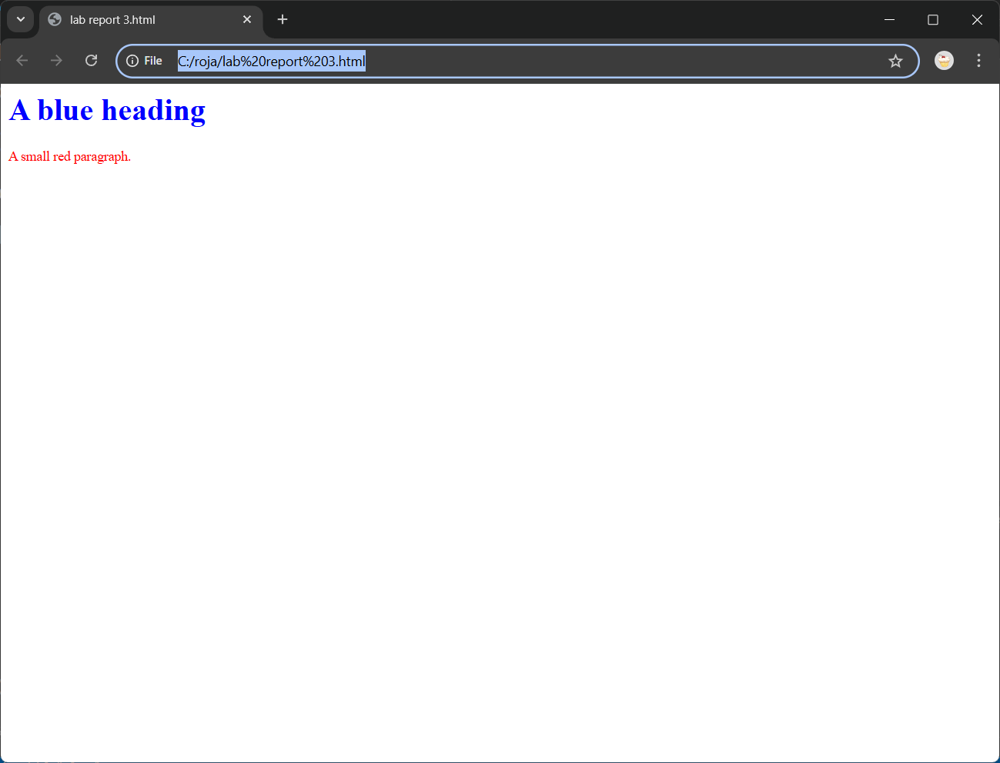 lab report 3.html
File C:/roja/lab%20report%203.html
A blue heading
A small red paragraph.